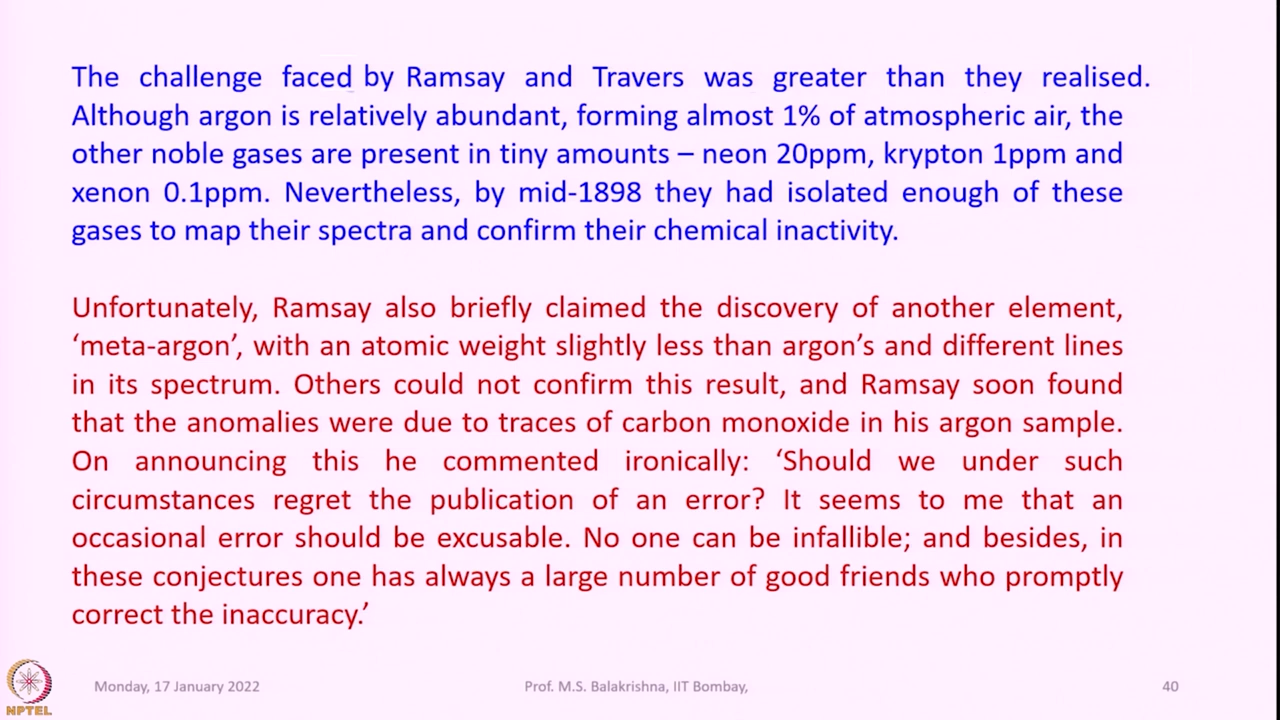 The challenge faced by Ramsay and Travers was greater than they realised.
Although argon is relatively abundant, forming almost 1% of atmospheric air, the
other noble gases are present in tiny amounts – neon 20ppm, krypton 1ppm and
xenon 0.1ppm. Nevertheless, by mid-1898 they had isolated enough of these
gases to map their spectra and confirm their chemical inactivity.
Unfortunately, Ramsay also briefly claimed the discovery of another element,
‘meta-argon’, with an atomic weight slightly less than argon’s and different lines
in its spectrum. Others could not confirm this result, and Ramsay soon found
that the anomalies were due to traces of carbon monoxide in his argon sample.
On announcing this he commented ironically: ‘Should we under such
circumstances regret the publication of an error? It seems to me that an
occasional error should be excusable. No one can be infallible; and besides, in
these conjectures one has always a large number of good friends who promptly
correct the inaccuracy.’
NPTEL
Monday, 17 January 2022
Prof. M.S. Balakrishna, IIT Bombay,
40